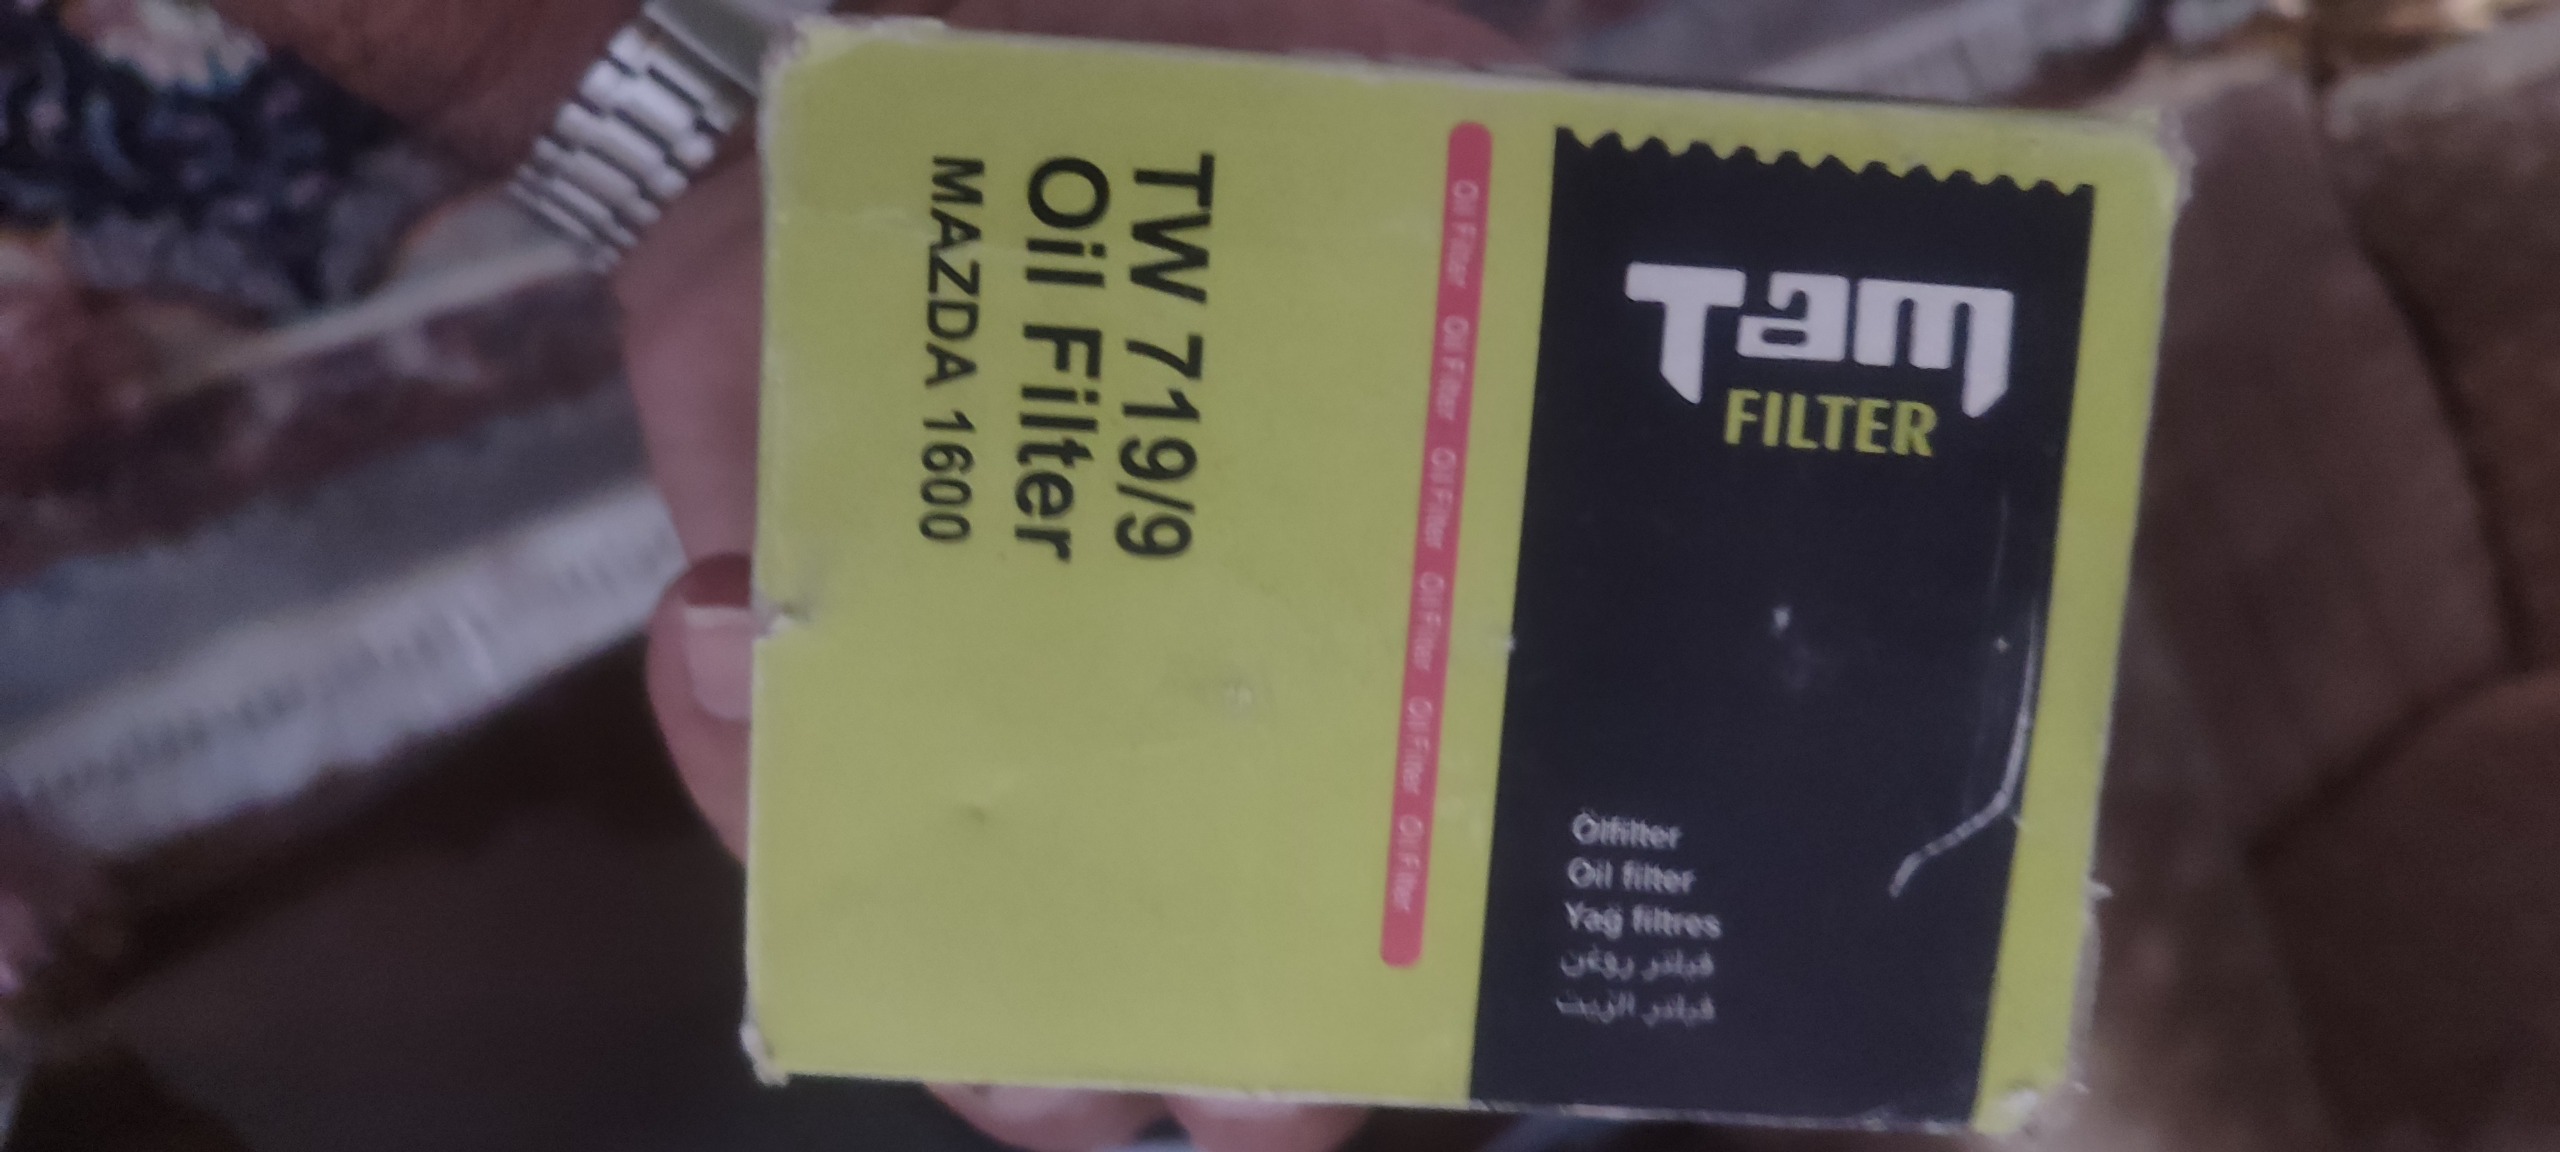 Tam
FILTER
Ölfilter
Oil filter
Yağ filtres
فیلتر روغن
فيلتر الزيت
Oil Filter Oil Filter Oil Filter Oil Filter Oil Filter Oil Filter
TW 719/9
Oil Filter
MAZDA 1600